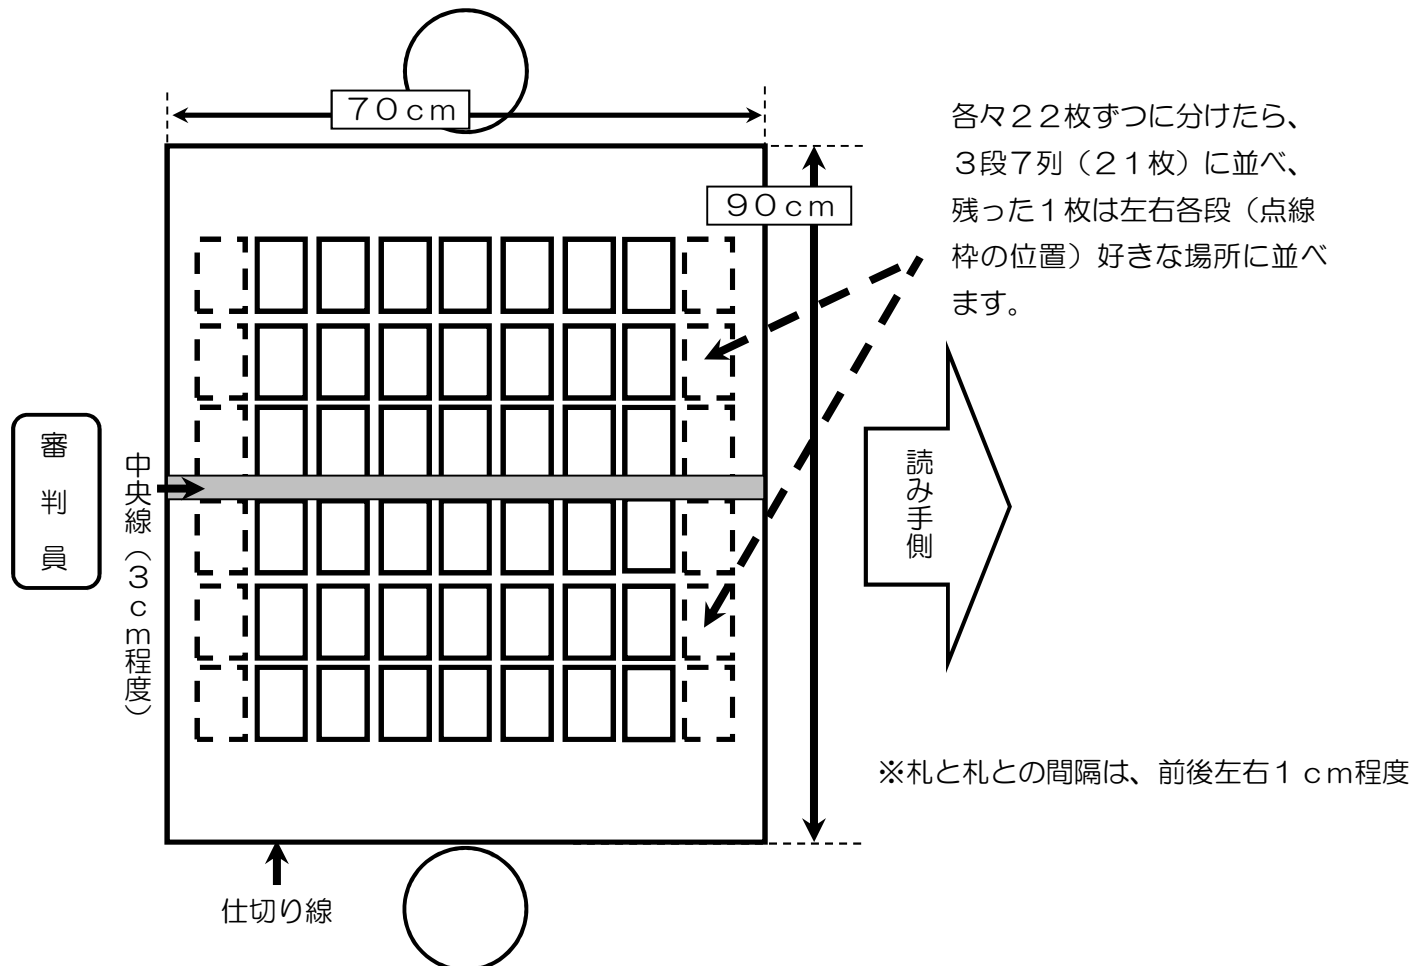 ７０ｃｍ
９０ｃｍ
各々２２枚ずつに分けたら、
３段７列（２１枚）に並べ、
残った１枚は左右各段（点線
枠の位置）好きな場所に並べ
ます。
審判員
中央線（３ｃｍ程度）
読み手側
※札と札との間隔は、前後左右１ｃｍ程度
仕切り線